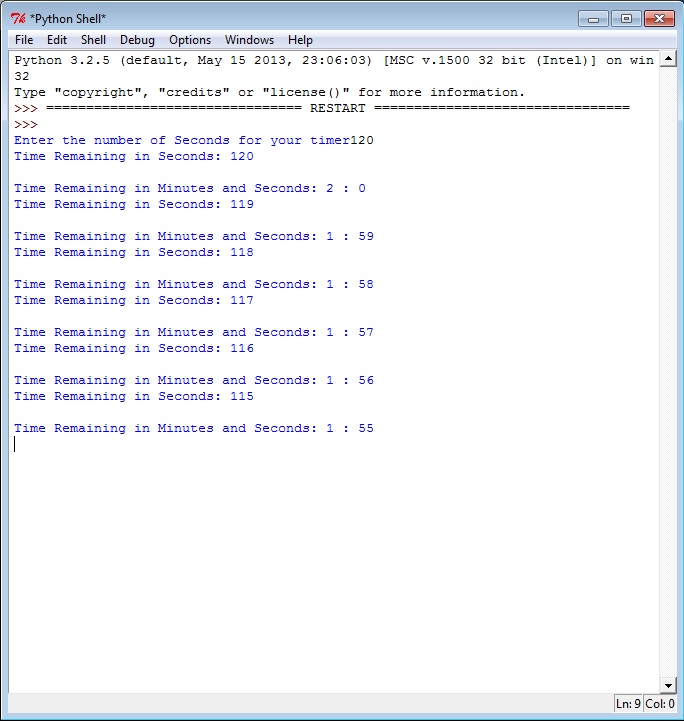 *Python Shell*
File Edit Shell Debug Options Windows Help
Python 3.2.5 (default, May 15 2013, 23:06:03) [MSC v.1500 32 bit (Intel)] on win
32
Type "copyright", "credits" or "license()" for more information.
>>> ================================ RESTART ================================
>>>
Enter the number of Seconds for your timer120
Time Remaining in Seconds: 120
Time Remaining in Minutes and Seconds: 2 : 0
Time Remaining in Seconds: 119
Time Remaining in Minutes and Seconds: 1 : 59
Time Remaining in Seconds: 118
Time Remaining in Minutes and Seconds: 1 : 58
Time Remaining in Seconds: 117
Time Remaining in Minutes and Seconds: 1 : 57
Time Remaining in Seconds: 116
Time Remaining in Minutes and Seconds: 1 : 56
Time Remaining in Seconds: 115
Time Remaining in Minutes and Seconds: 1 : 55
Ln: 9 Col: 0